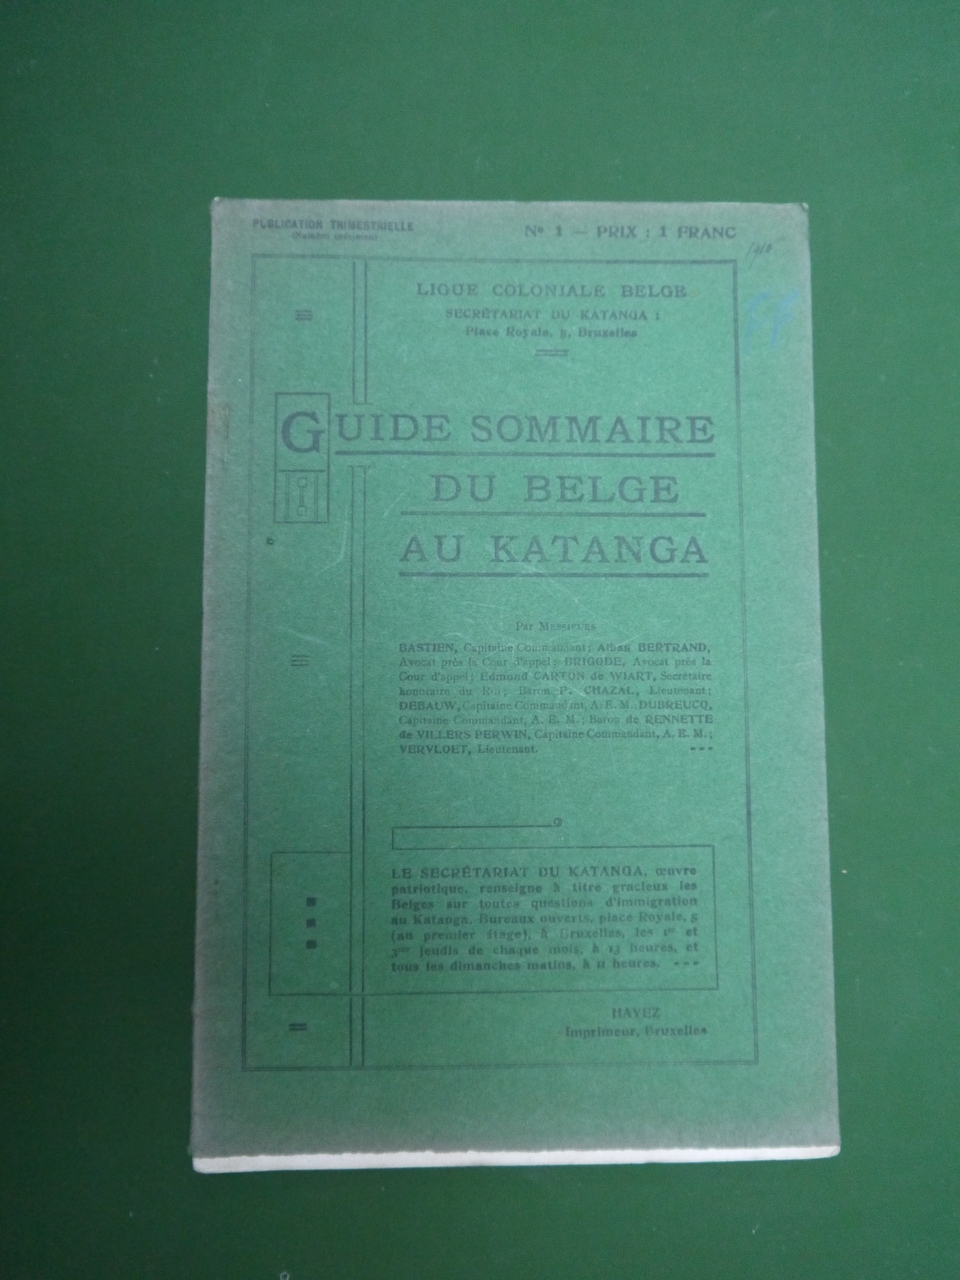 PUBLICATION TRIMESTRIELLE
(Numéro spécimen)
Nº 1 — PRIX : 1 FRANC
1910
LIGUE COLONIALE BELGE
SECRÉTARIAT DU KATANGA :
Place Royale, 5, Bruxelles
GUIDE SOMMAIRE
DU BELGE
AU KATANGA
Par Messieurs
BASTIEN, Capitaine Commandant; Alban BERTRAND,
Avocat près la Cour d'appel; BRIGODE, Avocat près la
Cour d'appel; Edmond CARTON de WIART, Secrétaire
honoraire du Roi; Baron P. CHAZAL, Lieutenant;
DEBAUW, Capitaine Commandant, A. E. M. DUBREUCQ,
Capitaine Commandant, A. E. M.; Baron de RENNETTE
de VILLERS PERWIN, Capitaine Commandant, A. E. M.;
VERVLOET, Lieutenant.
LE SECRÉTARIAT DU KATANGA, œuvre
patriotique, renseigne à titre gracieux les
Belges sur toutes questions d'immigration
au Katanga. Bureaux ouverts, place Royale, 5
(au premier étage), à Bruxelles, les 1er et
3me jeudis de chaque mois, à 13 heures, et
tous les dimanches matins, à 11 heures.
HAYEZ
Imprimeur, Bruxelles